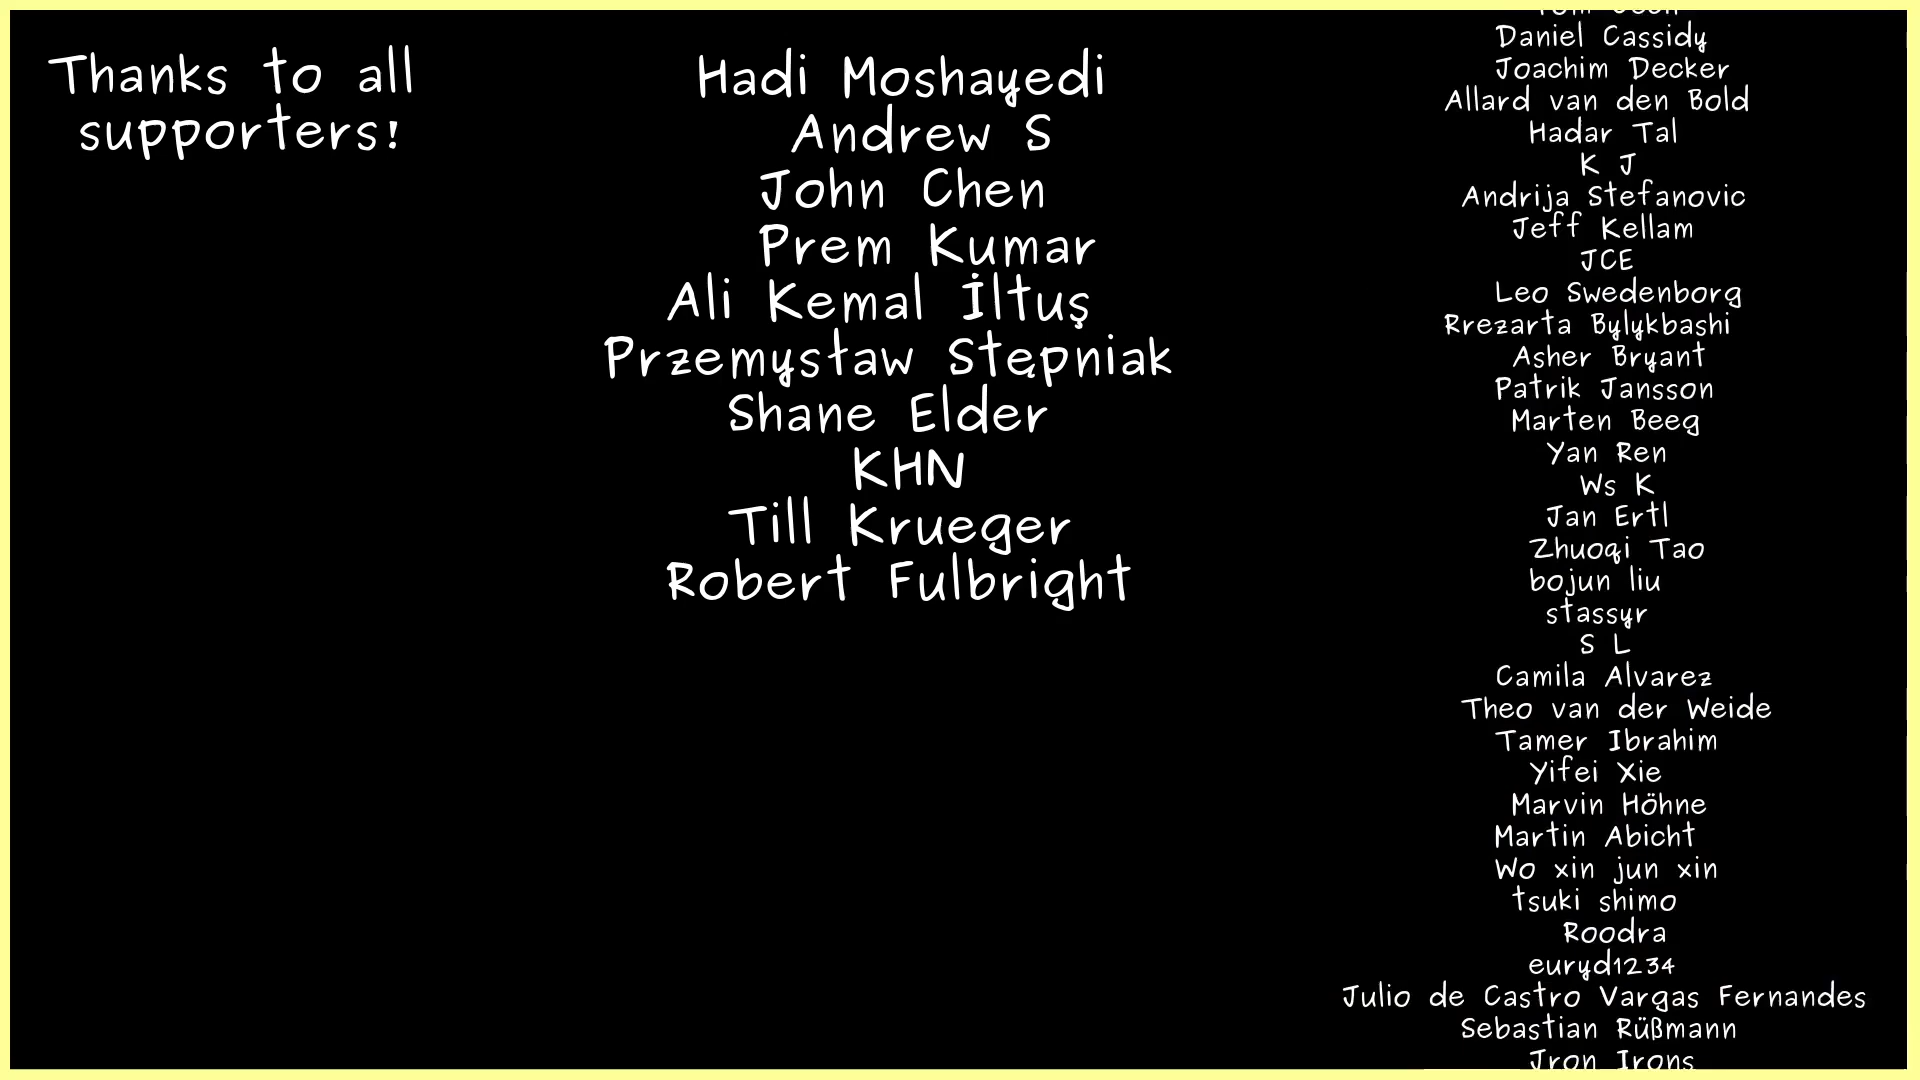 Thanks to all
supporters!
Hadi Moshayedi
Andrew S
John Chen
Prem Kumar
Ali Kemal İltuş
Przemysław Stępniak
Shane Elder
KHN
Till Krueger
Robert Fulbright
Daniel Cassidy
Joachim Decker
Allard van den Bold
Hadar Tal
K J
Andrija Stefanovic
Jeff Kellam
JCE
Leo Swedenborg
Rrezarta Bylykbashi
Asher Bryant
Patrik Jansson
Marten Beeg
Yan Ren
Ws K
Jan Ertl
Zhuoqi Tao
bojun liu
stassyr
S L
Camila Alvarez
Theo van der Weide
Tamer Ibrahim
Yifei Xie
Marvin Höhne
Martin Abicht
Wo xin jun xin
tsuki shimo
Roodra
euryd1234
Julio de Castro Vargas Fernandes
Sebastian Rüßmann
Jron Irons